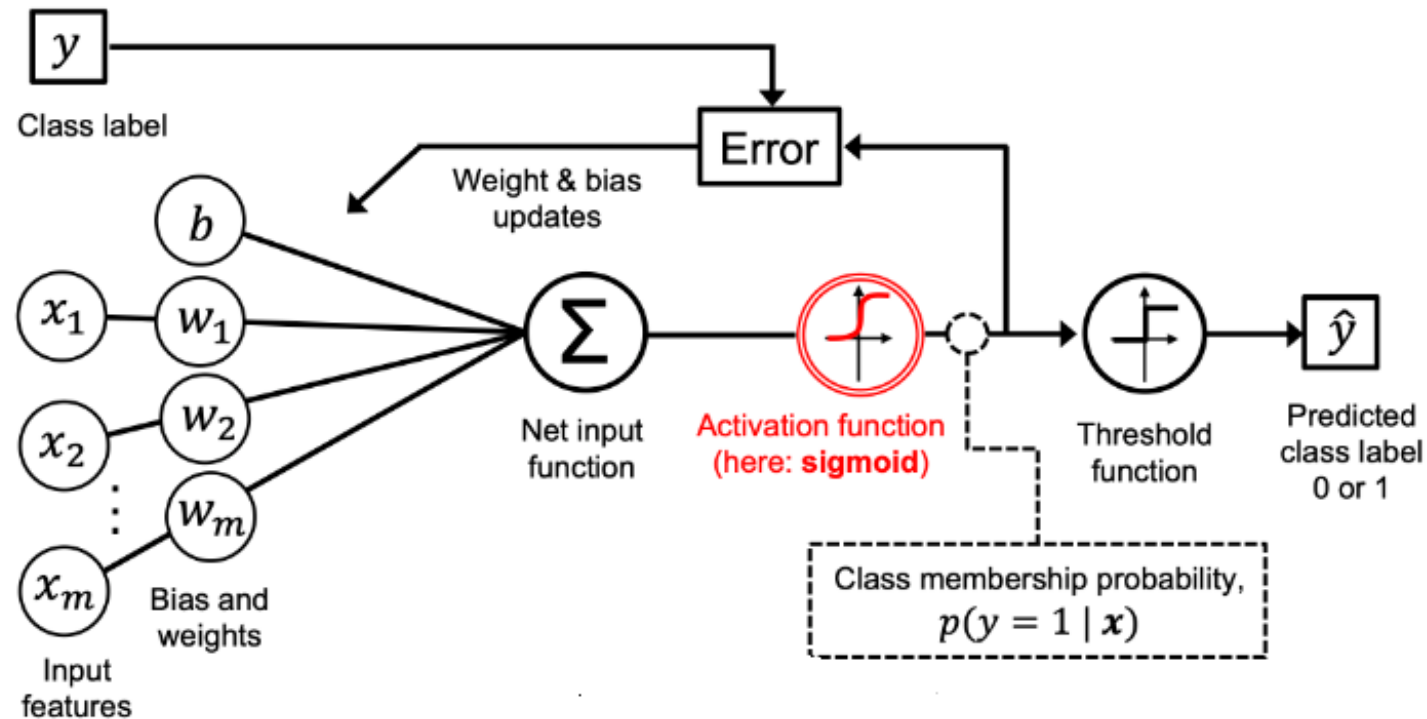 y
Class label
Error
Weight & bias
updates
b
x₁
w₁
x₂
w₂
⋮
wₘ
xₘ
Bias and
weights
Input
features
Σ
Net input
function
Activation function
(here: sigmoid)
Threshold
function
ŷ
Predicted
class label
0 or 1
Class membership probability,
p(y = 1 | x)